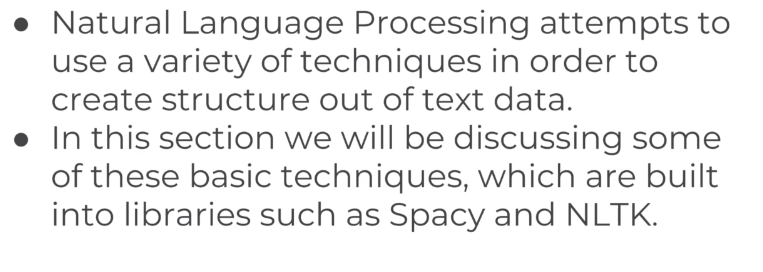 ● Natural Language Processing attempts to
use a variety of techniques in order to
create structure out of text data.
● In this section we will be discussing some
of these basic techniques, which are built
into libraries such as Spacy and NLTK.